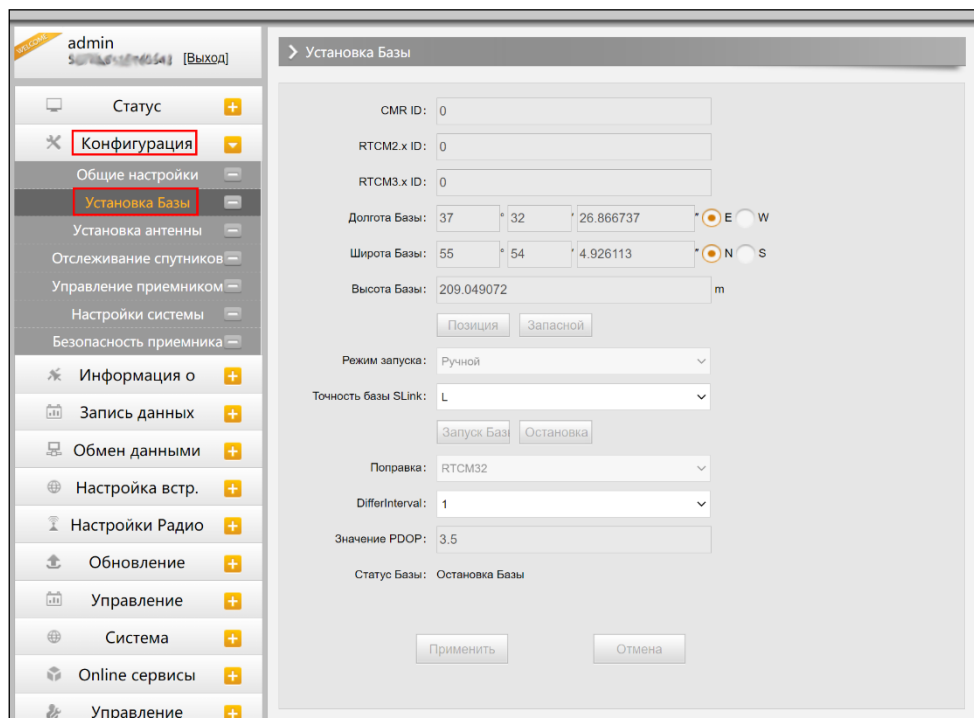 WELCOME
admin
[Выход]
Статус
Конфигурация
Общие настройки
Установка Базы
Установка антенны
Отслеживание спутников
Управление приемником
Настройки системы
Безопасность приемника
Информация о
Запись данных
Обмен данными
Настройка встр.
Настройки Радио
Обновление
Управление
Система
Online сервисы
Управление
Установка Базы
CMR ID: 0
RTCM2.x ID: 0
RTCM3.x ID: 0
Долгота Базы: 37 ° 32 ′ 26.866737 ″ E W
Широта Базы: 55 ° 54 ′ 4.926113 ″ N S
Высота Базы: 209.049072 m
Позиция Запасной
Режим запуска: Ручной
Точность базы SLink: L
Запуск Базы Остановка
Поправка: RTCM32
DifferInterval: 1
Значение PDOP: 3.5
Статус Базы: Остановка Базы
Применить Отмена